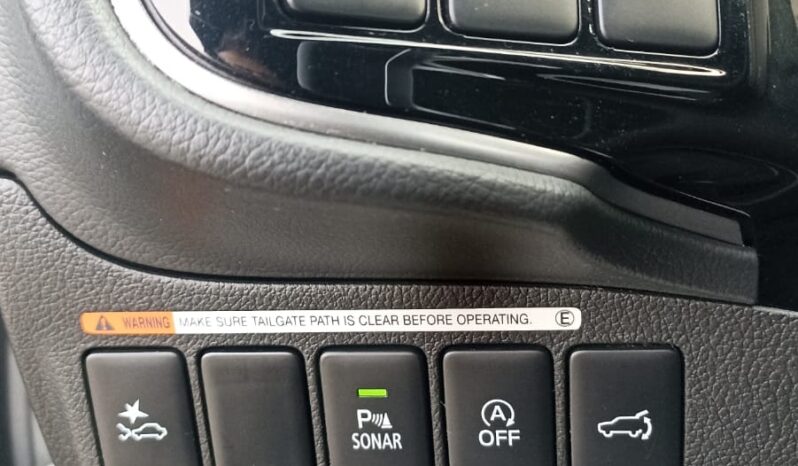 WARNING MAKE SURE TAILGATE PATH IS CLEAR BEFORE OPERATING. E
P
SONAR
A
OFF